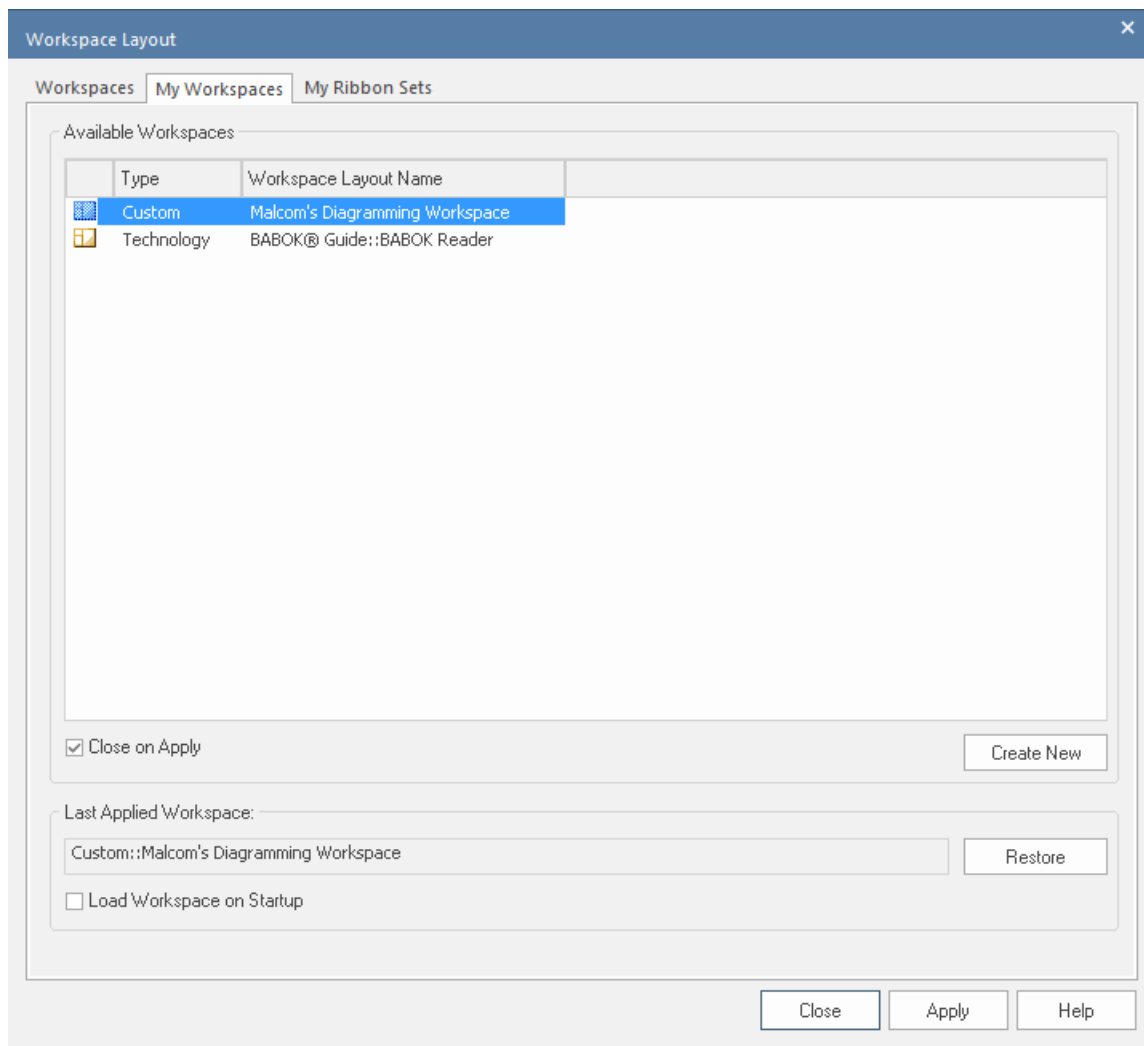 Workspace Layout
Workspaces My Workspaces My Ribbon Sets
Available Workspaces
Type Workspace Layout Name
Custom Malcom's Diagramming Workspace
Technology BABOK® Guide::BABOK Reader
Close on Apply
Create New
Last Applied Workspace:
Custom::Malcom's Diagramming Workspace
Restore
Load Workspace on Startup
Close Apply Help